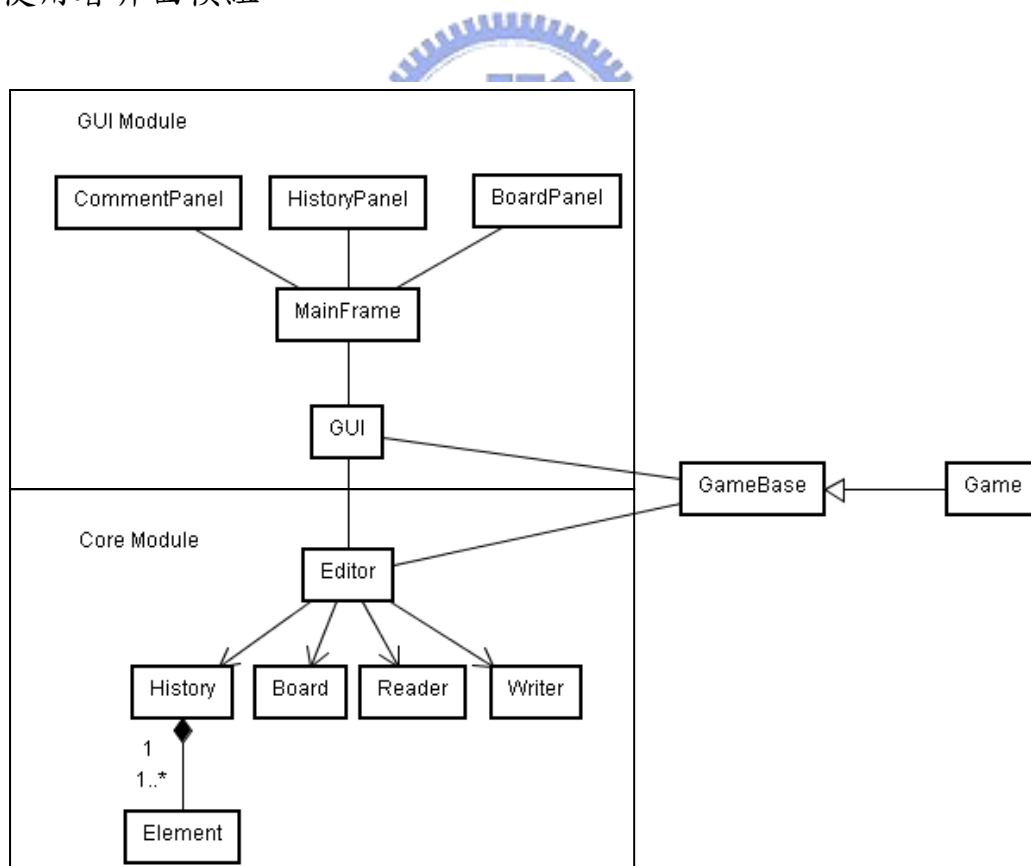 GUI Module
CommentPanel
HistoryPanel
BoardPanel
MainFrame
GUI
GameBase
Game
Core Module
Editor
History
Board
Reader
Writer
1
1..*
Element